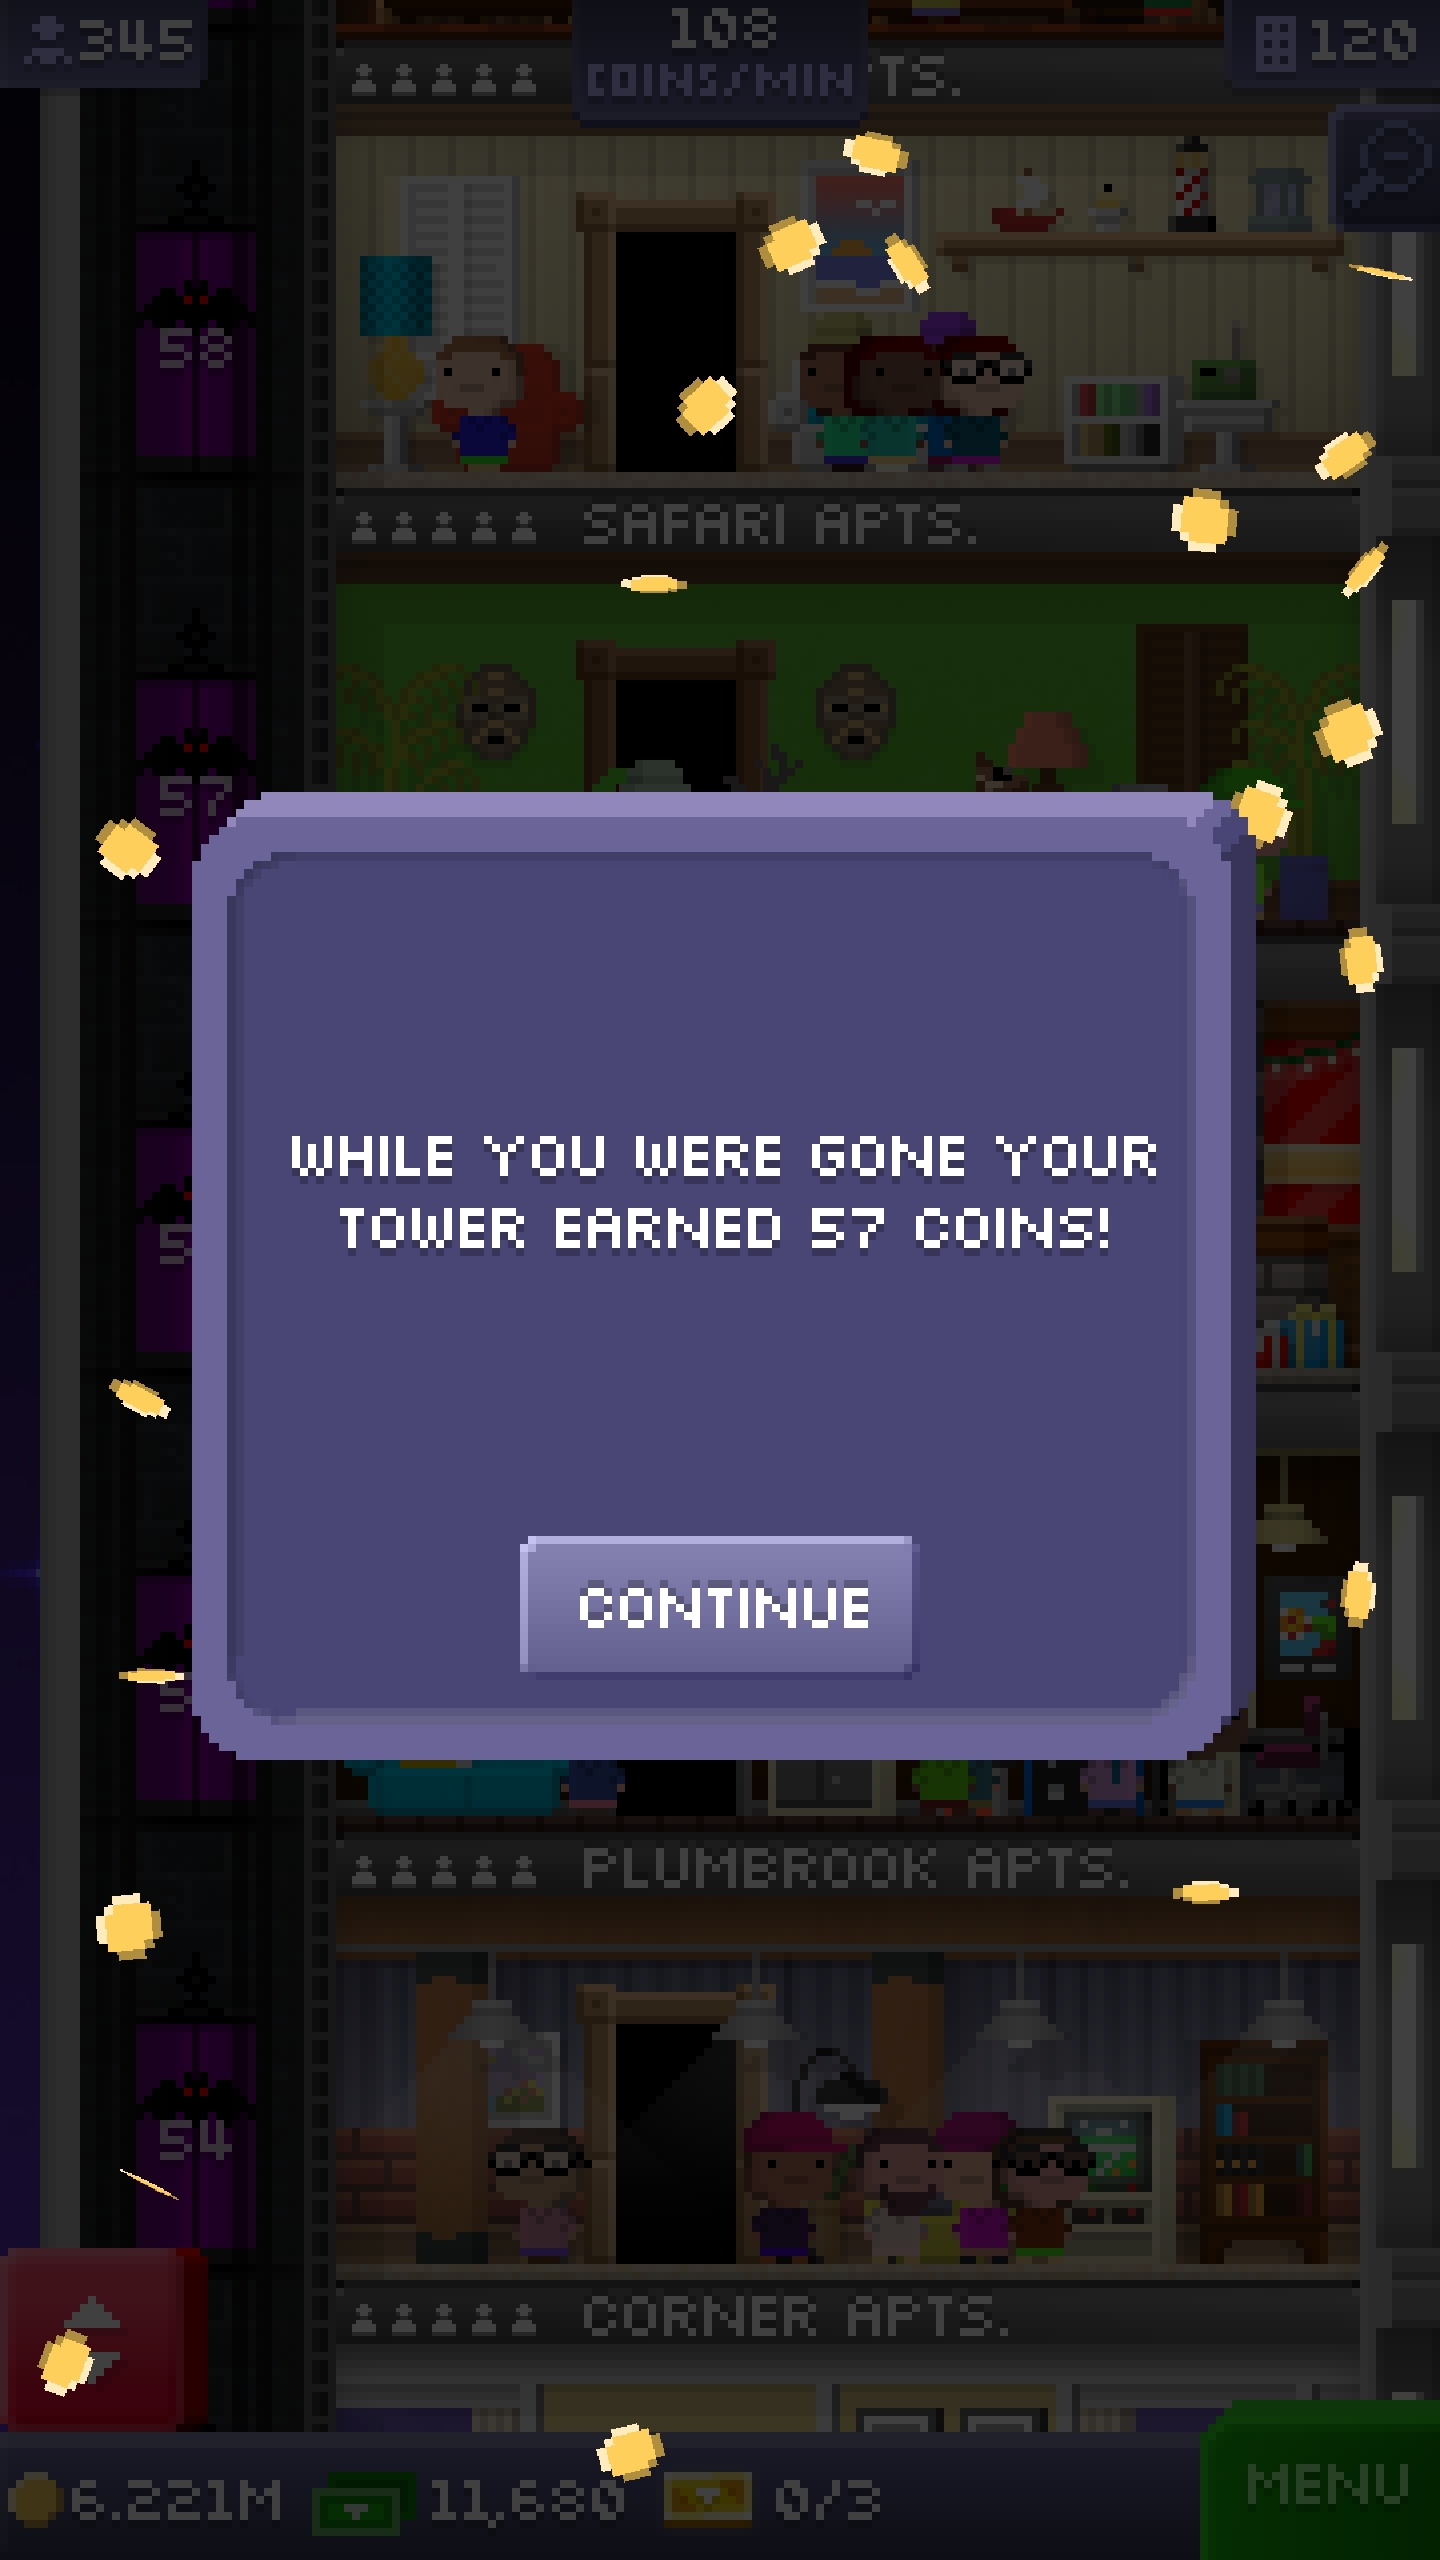 345
108
COINS/MIN
120
TS.
58
SAFARI APTS.
57
WHILE YOU WERE GONE YOUR
TOWER EARNED 57 COINS!
CONTINUE
PLUMBROOK APTS.
54
CORNER APTS.
6.221M
11,680
0/3
MENU